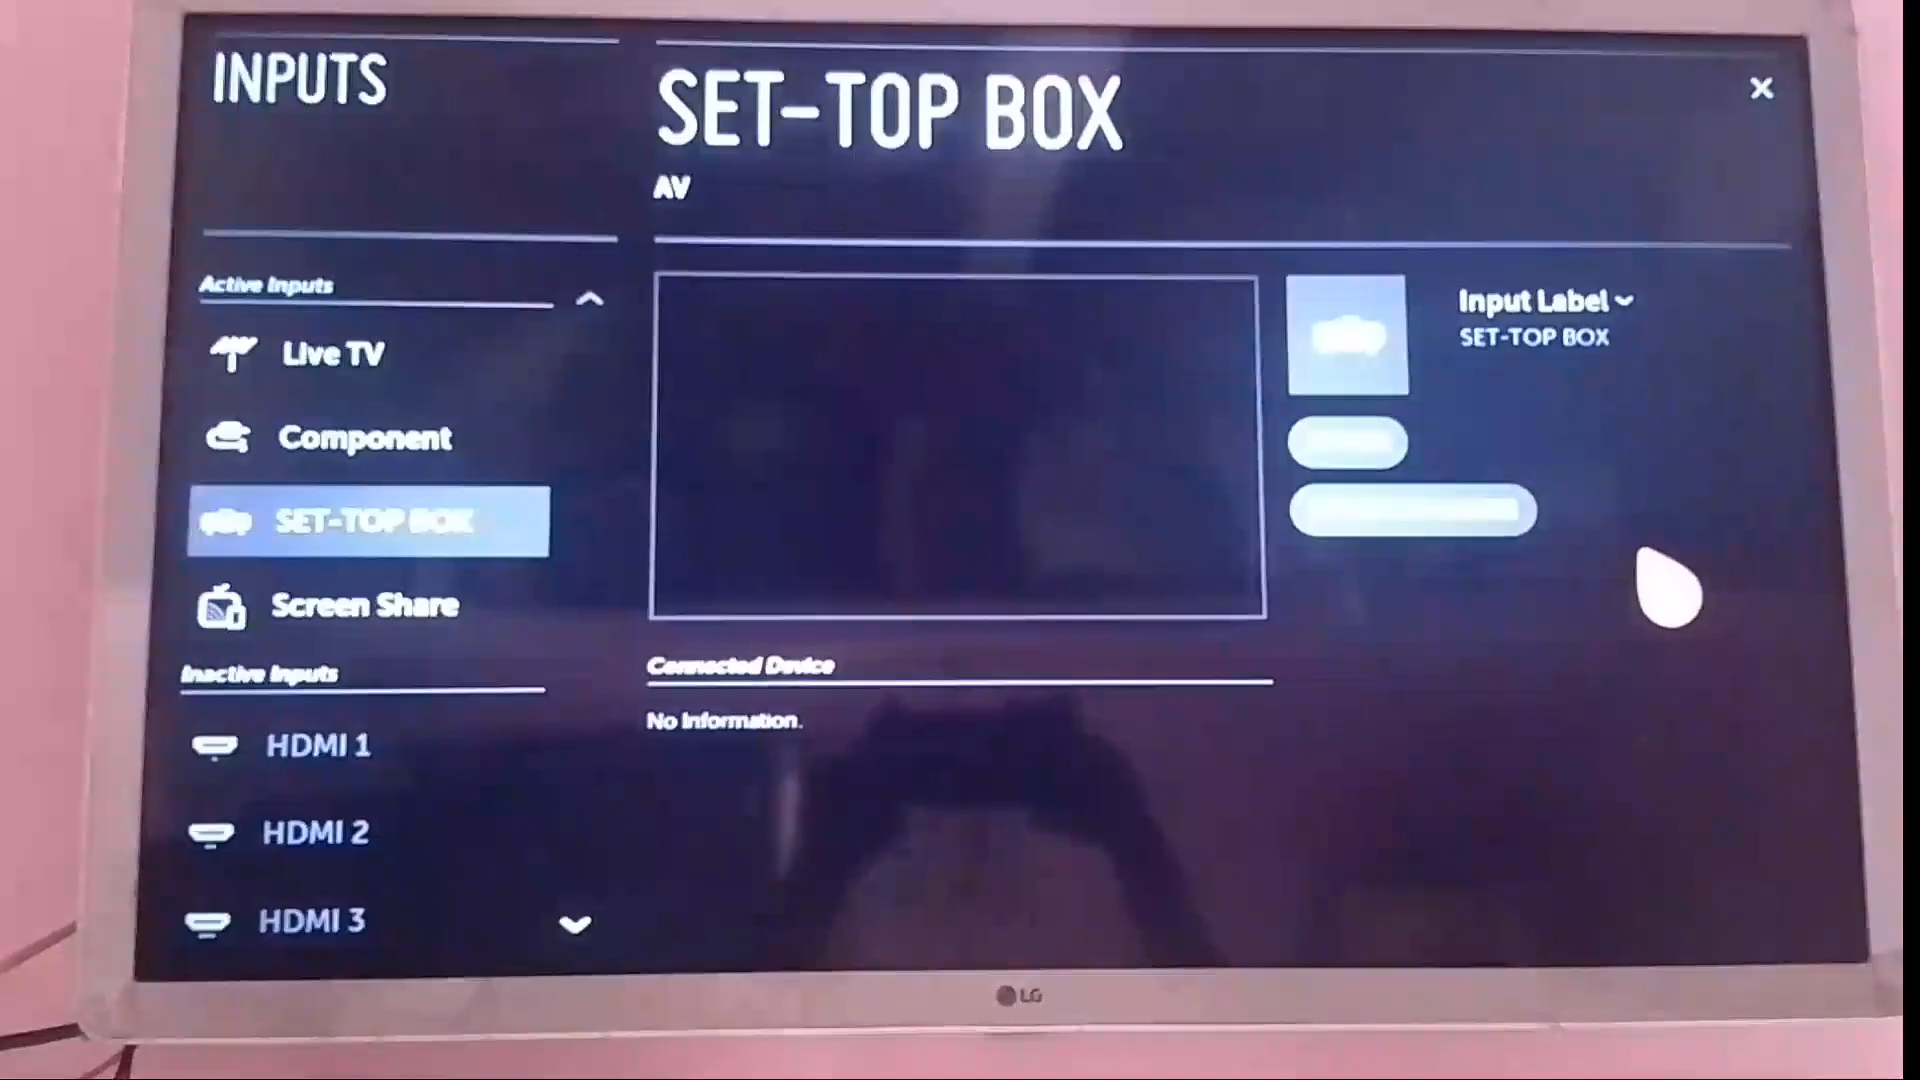 INPUTS
SET-TOP BOX
AV
Active Inputs
Live TV
Component
SET-TOP BOX
Screen Share
Inactive Inputs
HDMI 1
HDMI 2
HDMI 3
Input Label
SET-TOP BOX
Connected Device
No Information.
LG